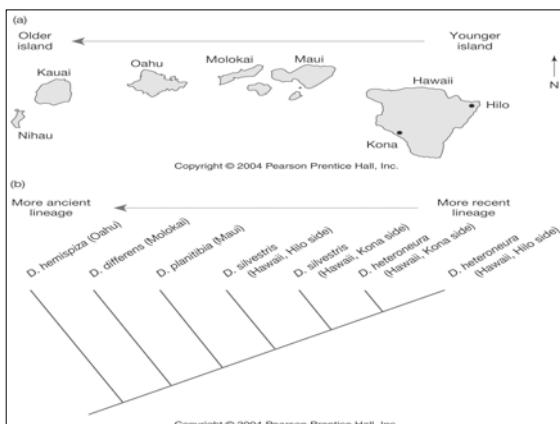 (a)
Older
island
Younger
island
Kauai
Oahu
Molokai
Maui
Hawaii
N
Hilo
Nihau
Kona
Copyright © 2004 Pearson Prentice Hall, Inc.
(b)
More ancient
lineage
More recent
lineage
D. hemispiza (Oahu)
D. differens (Molokai)
D. planitibia (Maui)
D. silvestris
(Hawaii, Hilo side)
D. silvestris
(Hawaii, Kona side)
D. heteroneura
(Hawaii, Kona side)
D. heteroneura
(Hawaii, Hilo side)
Copyright © 2004 Pearson Prentice Hall, Inc.